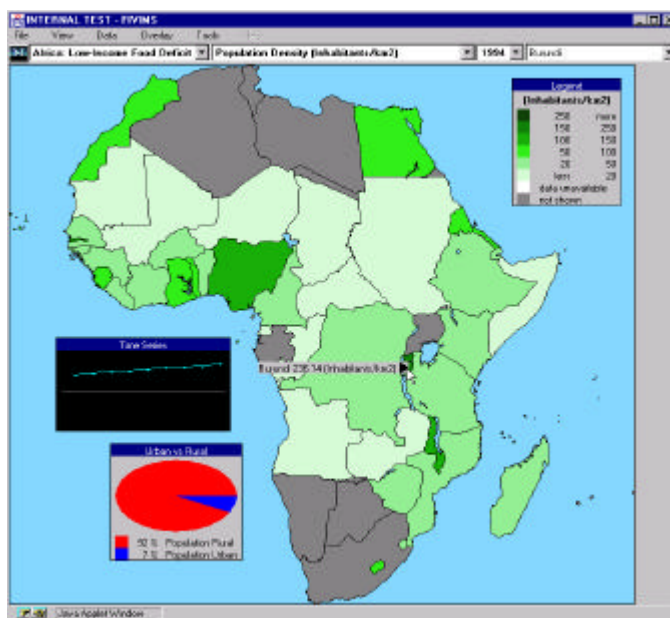 INTERNAL TEST - FIVIMS
File View Data Overlay Tools
Africa: Low-Income Food Deficit Population Density (Inhabitants/km2) 1994 Burundi
Legend
(Inhabitants/km2)
250 more
150 250
100 150
50 100
20 50
less 20
data unavailable
not shown
Time Series
Burundi 236.14 (Inhabitants/km2)
Urban vs Rural
92 % Population Rural
7 % Population Urban
Java Applet Window